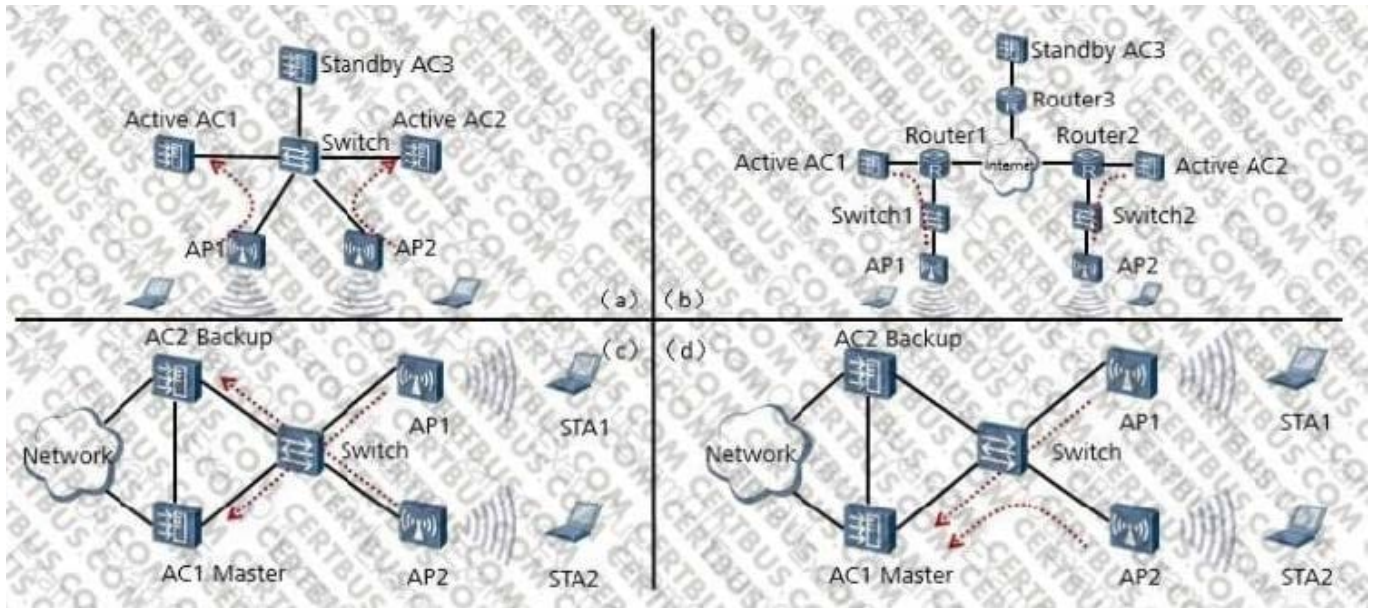 Standby AC3
Active AC1
Active AC2
Switch
AP1
AP2
(a)
Standby AC3
Router3
Router1
Router2
Active AC1
Internet
Active AC2
R
R
Switch1
Switch2
AP1
AP2
(b)
AC2 Backup
(c)
AP1
STA1
Network
Switch
AC1 Master
AP2
STA2
(d)
AC2 Backup
AP1
STA1
Network
Switch
AC1 Master
AP2
STA2
CERTBUS.COM